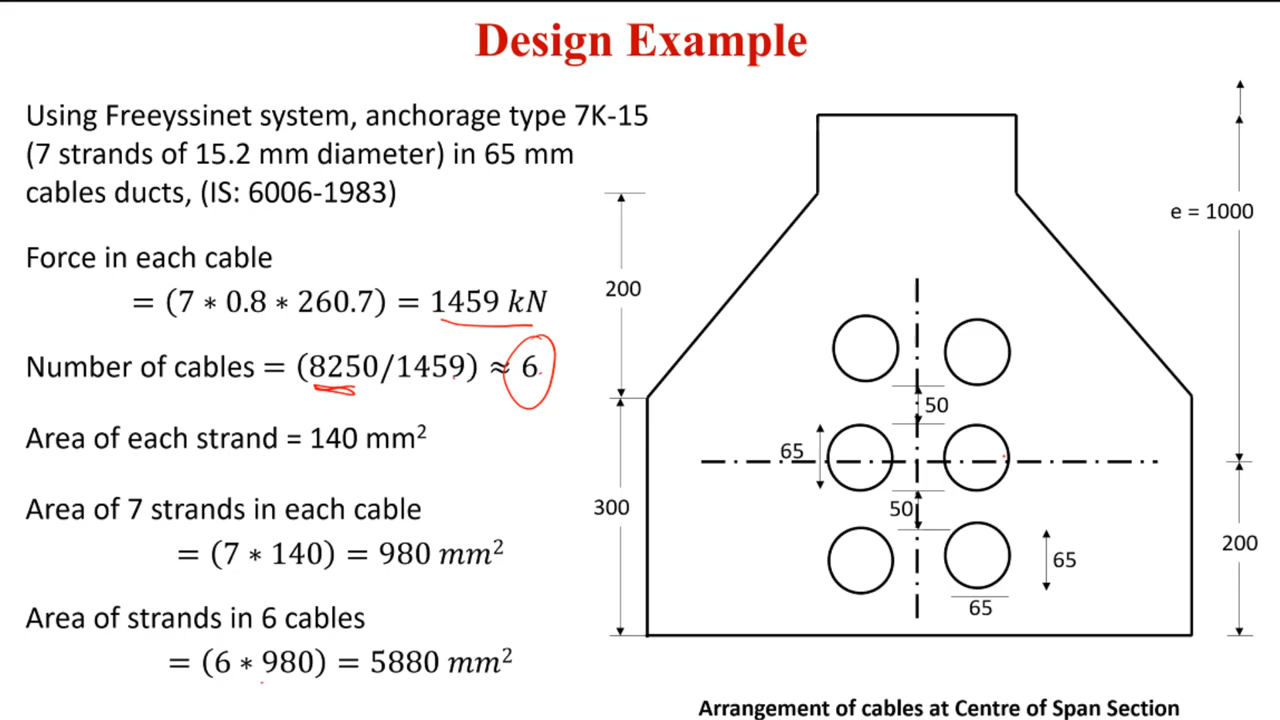 Design Example
Using Freeyssinet system, anchorage type 7K-15
(7 strands of 15.2 mm diameter) in 65 mm
cables ducts, (IS: 6006-1983)
Force in each cable
= (7 ∗ 0.8 ∗ 260.7) = 1459 kN
Number of cables = (8250/1459) ≈ 6
Area of each strand = 140 mm²
Area of 7 strands in each cable
= (7 ∗ 140) = 980 mm²
Area of strands in 6 cables
= (6 ∗ 980) = 5880 mm²
e = 1000
200
50
65
300
50
200
65
65
Arrangement of cables at Centre of Span Section